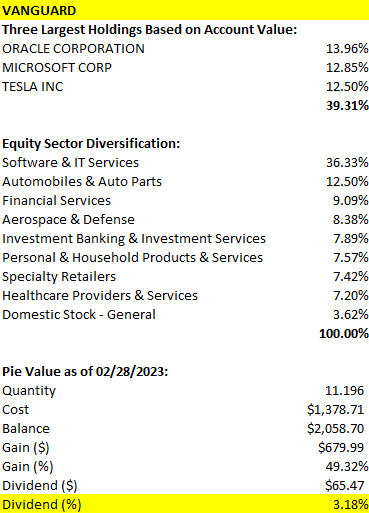 VANGUARD
Three Largest Holdings Based on Account Value:
ORACLE CORPORATION 13.96%
MICROSOFT CORP 12.85%
TESLA INC 12.50%
39.31%
Equity Sector Diversification:
Software & IT Services 36.33%
Automobiles & Auto Parts 12.50%
Financial Services 9.09%
Aerospace & Defense 8.38%
Investment Banking & Investment Services 7.89%
Personal & Household Products & Services 7.57%
Specialty Retailers 7.42%
Healthcare Providers & Services 7.20%
Domestic Stock - General 3.62%
100.00%
Pie Value as of 02/28/2023:
Quantity 11.196
Cost $1,378.71
Balance $2,058.70
Gain ($) $679.99
Gain (%) 49.32%
Dividend ($) $65.47
Dividend (%) 3.18%